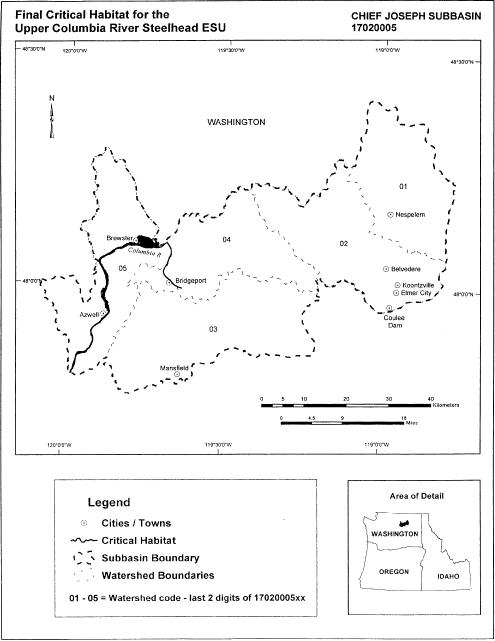 Final Critical Habitat for the
Upper Columbia River Steelhead ESU
CHIEF JOSEPH SUBBASIN
17020005
48°30'0"N
120°0'0"W
119°30'0"W
119°0'0"W
48°30'0"N
N
WASHINGTON
01
Nespelem
Brewster
04
02
Columbia R
05
Belvedere
Bridgeport
Koontzville
Elmer City
48°0'0"N
48°0'0"N
Azwell
Coulee
Dam
03
Mansfield
0 5 10 20 30 40
Kilometers
0 4.5 9 18
Miles
120°0'0"W
119°30'0"W
119°0'0"W
Legend
Cities / Towns
Critical Habitat
Subbasin Boundary
Watershed Boundaries
01 - 05 = Watershed code - last 2 digits of 17020005xx
Area of Detail
WASHINGTON
OREGON
IDAHO